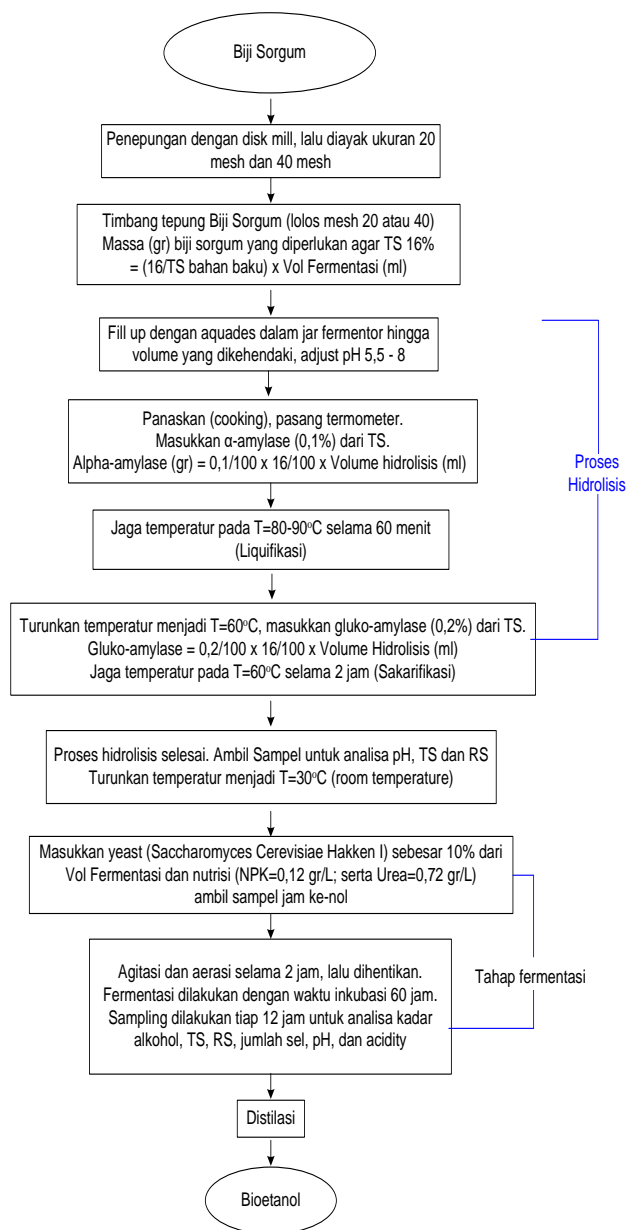 Biji Sorgum
Penepungan dengan disk mill, lalu diayak ukuran 20
mesh dan 40 mesh
Timbang tepung Biji Sorgum (lolos mesh 20 atau 40)
Massa (gr) biji sorgum yang diperlukan agar TS 16%
= (16/TS bahan baku) x Vol Fermentasi (ml)
Fill up dengan aquades dalam jar fermentor hingga
volume yang dikehendaki, adjust pH 5,5 - 8
Panaskan (cooking), pasang termometer.
Masukkan α-amylase (0,1%) dari TS.
Alpha-amylase (gr) = 0,1/100 x 16/100 x Volume hidrolisis (ml)
Proses
Hidrolisis
Jaga temperatur pada T=80-90°C selama 60 menit
(Liquifikasi)
Turunkan temperatur menjadi T=60°C, masukkan gluko-amylase (0,2%) dari TS.
Gluko-amylase = 0,2/100 x 16/100 x Volume Hidrolisis (ml)
Jaga temperatur pada T=60°C selama 2 jam (Sakarifikasi)
Proses hidrolisis selesai. Ambil Sampel untuk analisa pH, TS dan RS
Turunkan temperatur menjadi T=30°C (room temperature)
Masukkan yeast (Saccharomyces Cerevisiae Hakken I) sebesar 10% dari
Vol Fermentasi dan nutrisi (NPK=0,12 gr/L; serta Urea=0,72 gr/L)
ambil sampel jam ke-nol
Agitasi dan aerasi selama 2 jam, lalu dihentikan.
Fermentasi dilakukan dengan waktu inkubasi 60 jam.
Sampling dilakukan tiap 12 jam untuk analisa kadar
alkohol, TS, RS, jumlah sel, pH, dan acidity
Tahap fermentasi
Distilasi
Bioetanol